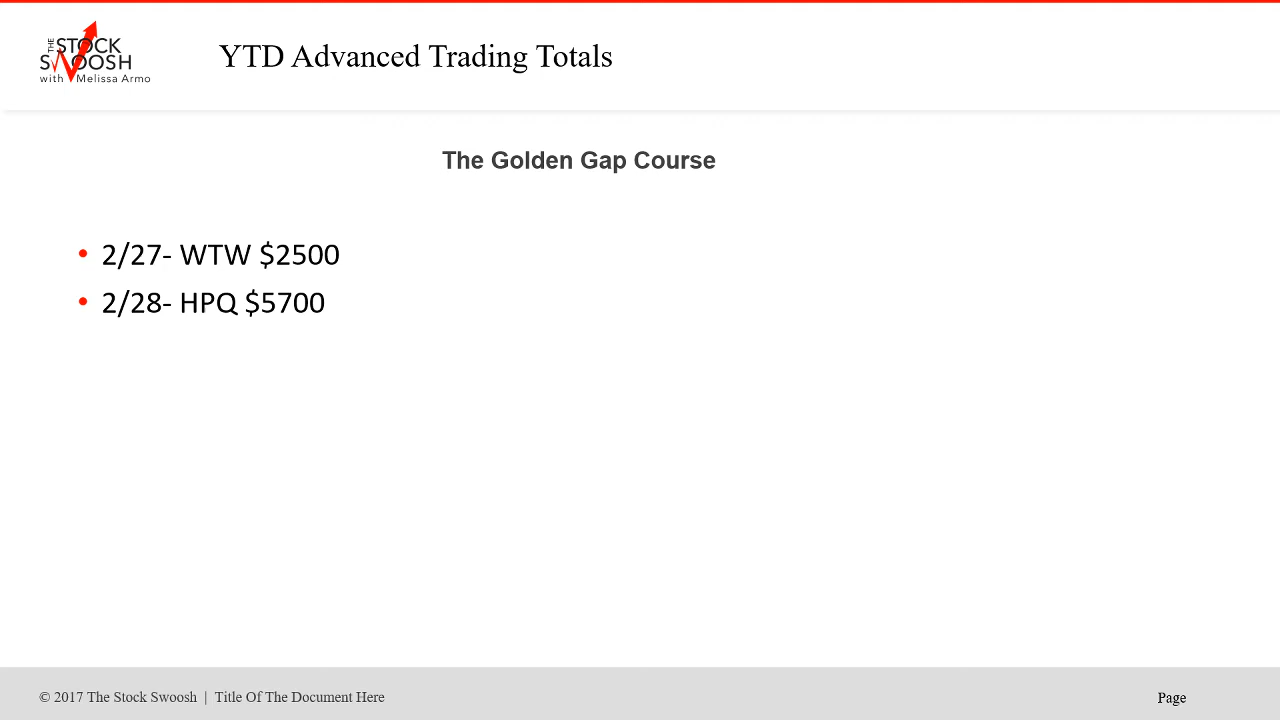 THE STOCK
SWOOSH
with Melissa Armo
YTD Advanced Trading Totals
The Golden Gap Course
• 2/27- WTW $2500
• 2/28- HPQ $5700
© 2017 The Stock Swoosh | Title Of The Document Here
Page